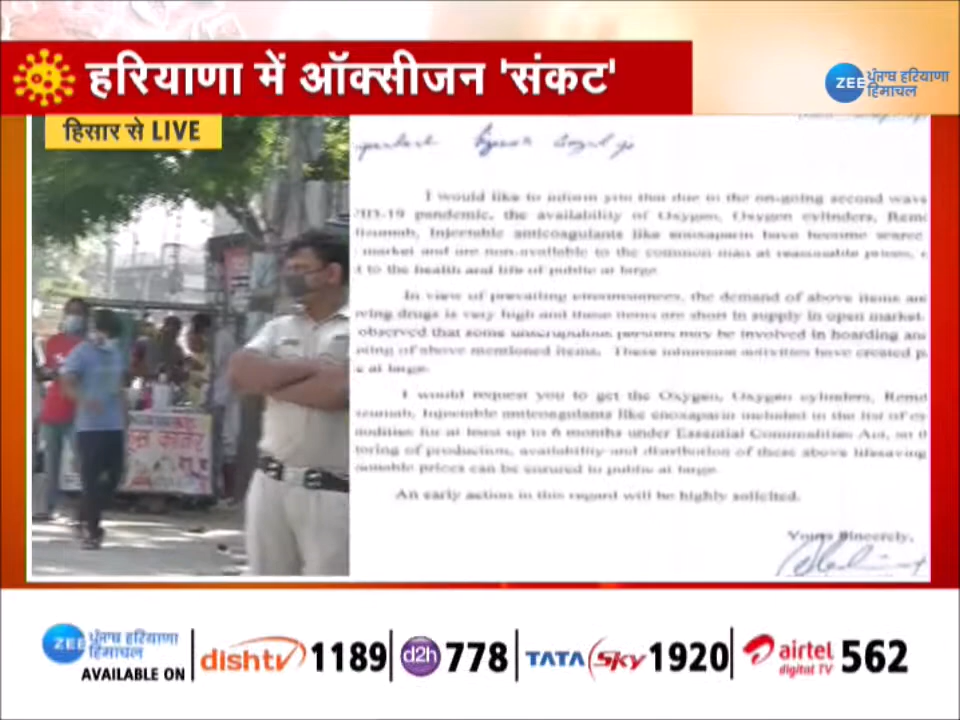 हरियाणा में ऑक्सीजन 'संकट'
ZEE ਪੰਜਾਬ हरियाणा
हिमाचल
हिसार से LIVE
I would like to inform you that due to the on-going second wave
-19 pandemic, the availability of Oxygen, Oxygen cylinders,
Injectable anticoagulants like enoxaparin have become scarce
market and are non-available to the common man at reasonable prices,
t to the health and life of public at large.
In view of prevailing circumstances, the demand of above items and
drugs is very high and these items are short in supply in open market.
observed that some unscrupulous persons may be involved in hoarding and
of above mentioned items. These inhuman activities have created
e at large.
I would request you to get the Oxygen, Oxygen cylinders,
Injectable anticoagulants like enoxaparin included in the list of
for at least up to 6 months under Essential Commodities Act, so
of production, availability and distribution of these above lifesaving
prices can be ensured to public at large.
An early action in this regard will be highly solicited.
Yours Sincerely,
ZEE ਪੰਜਾਬ हरियाणा
हिमाचल
AVAILABLE ON
dishtv 1189
d2h 778
TATA Sky 1920
airtel digital TV 562